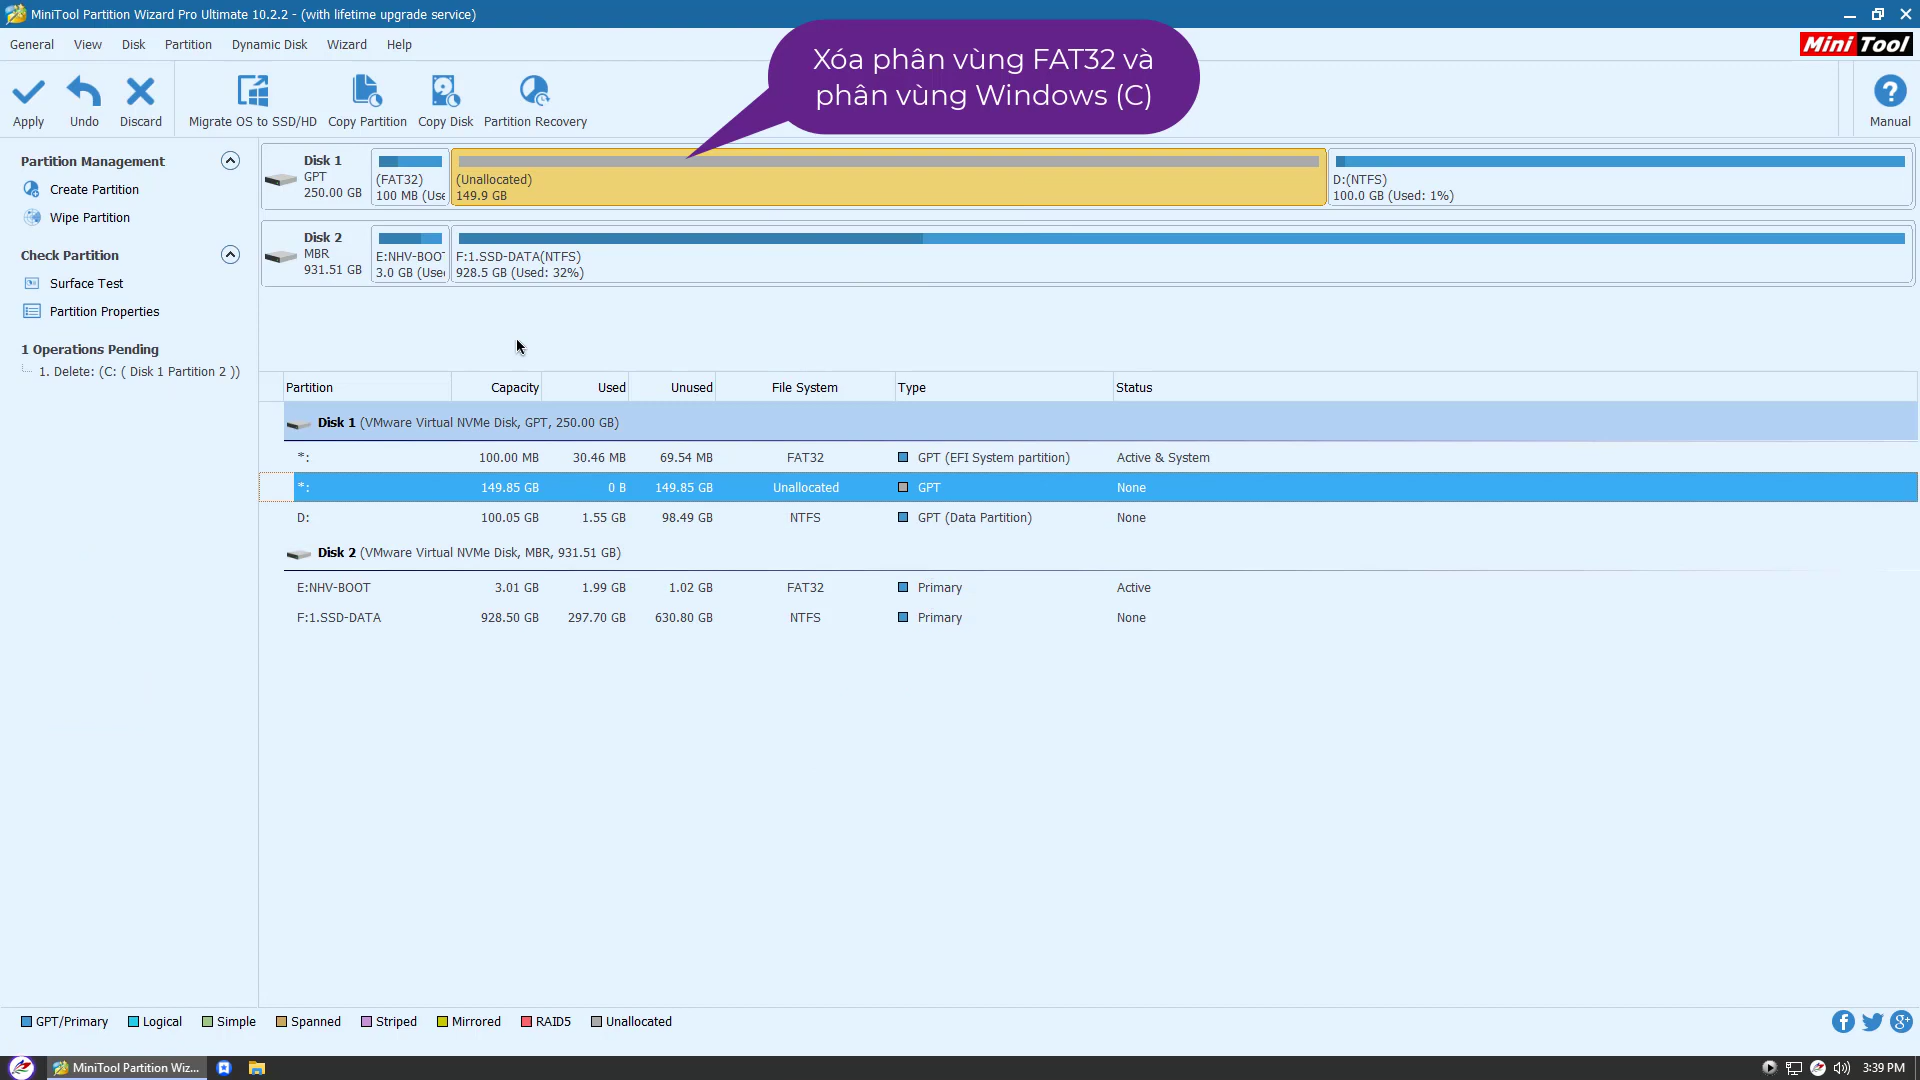 MiniTool Partition Wizard Pro Ultimate 10.2.2 - (with lifetime upgrade service)
General View Disk Partition Dynamic Disk Wizard Help
Mini Tool
Xóa phân vùng FAT32 và
phân vùng Windows (C)
Apply Undo Discard Migrate OS to SSD/HD Copy Partition Copy Disk Partition Recovery Manual
Partition Management
Create Partition
Wipe Partition
Check Partition
Surface Test
Partition Properties
1 Operations Pending
1. Delete: (C: ( Disk 1 Partition 2 ))
Disk 1
GPT
250.00 GB
(FAT32)
100 MB (Use
(Unallocated)
149.9 GB
D:(NTFS)
100.0 GB (Used: 1%)
Disk 2
MBR
931.51 GB
E:NHV-BOO
3.0 GB (Use
F:1.SSD-DATA(NTFS)
928.5 GB (Used: 32%)
Partition Capacity Used Unused File System Type Status
Disk 1 (VMware Virtual NVMe Disk, GPT, 250.00 GB)
*: 100.00 MB 30.46 MB 69.54 MB FAT32 GPT (EFI System partition) Active & System
*: 149.85 GB 0 B 149.85 GB Unallocated GPT None
D: 100.05 GB 1.55 GB 98.49 GB NTFS GPT (Data Partition) None
Disk 2 (VMware Virtual NVMe Disk, MBR, 931.51 GB)
E:NHV-BOOT 3.01 GB 1.99 GB 1.02 GB FAT32 Primary Active
F:1.SSD-DATA 928.50 GB 297.70 GB 630.80 GB NTFS Primary None
GPT/Primary Logical Simple Spanned Striped Mirrored RAID5 Unallocated
MiniTool Partition Wiz... 3:39 PM